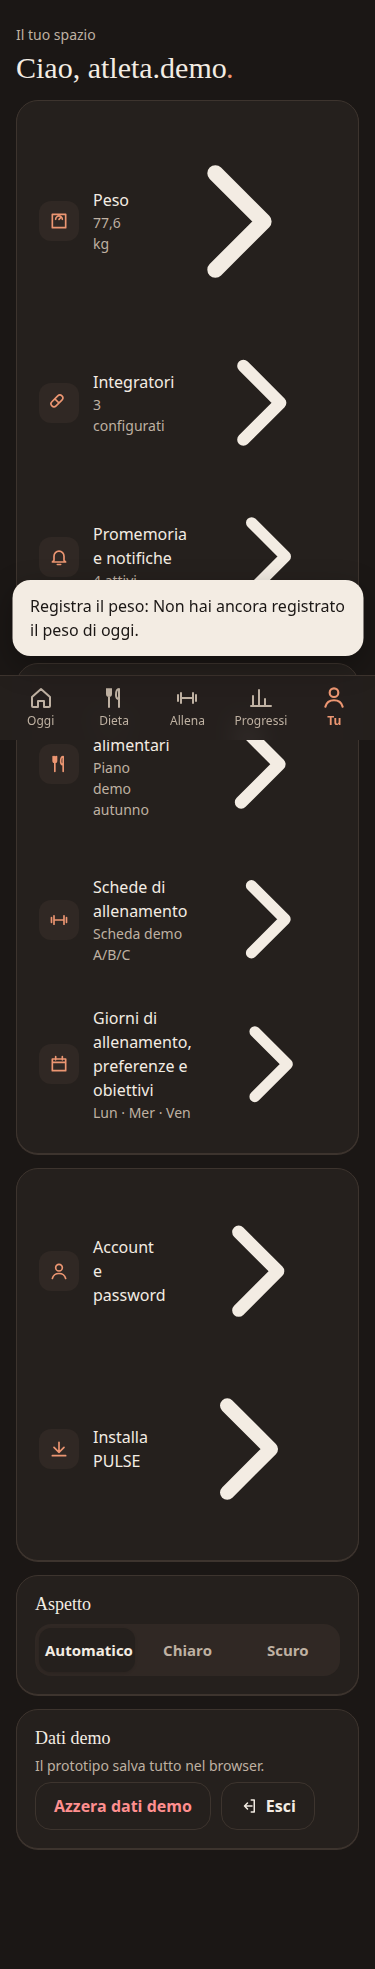 Il tuo spazio
Ciao, atleta.demo.
Peso
77,6
kg
Integratori
3
configurati
Promemoria
e notifiche
4 attivi
Registra il peso: Non hai ancora registrato
il peso di oggi.
Oggi
Dieta
Allena
Progressi
Tu
alimentari
Piano
demo
autunno
Schede di
allenamento
Scheda demo
A/B/C
Giorni di
allenamento,
preferenze e
obiettivi
Lun · Mer · Ven
Account
e
password
Installa
PULSE
Aspetto
Automatico
Chiaro
Scuro
Dati demo
Il prototipo salva tutto nel browser.
Azzera dati demo
Esci